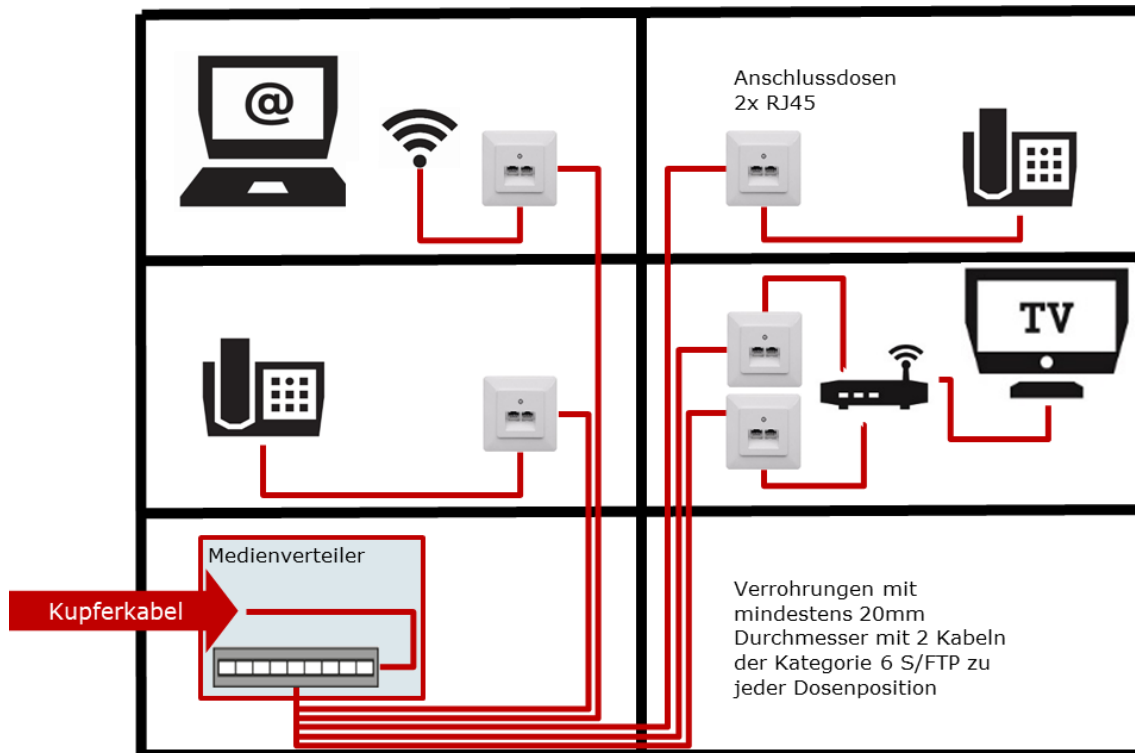 @
Anschlussdosen
2x RJ45
TV
Medienverteiler
Kupferkabel
Verrohrungen mit
mindestens 20mm
Durchmesser mit 2 Kabeln
der Kategorie 6 S/FTP zu
jeder Dosenposition